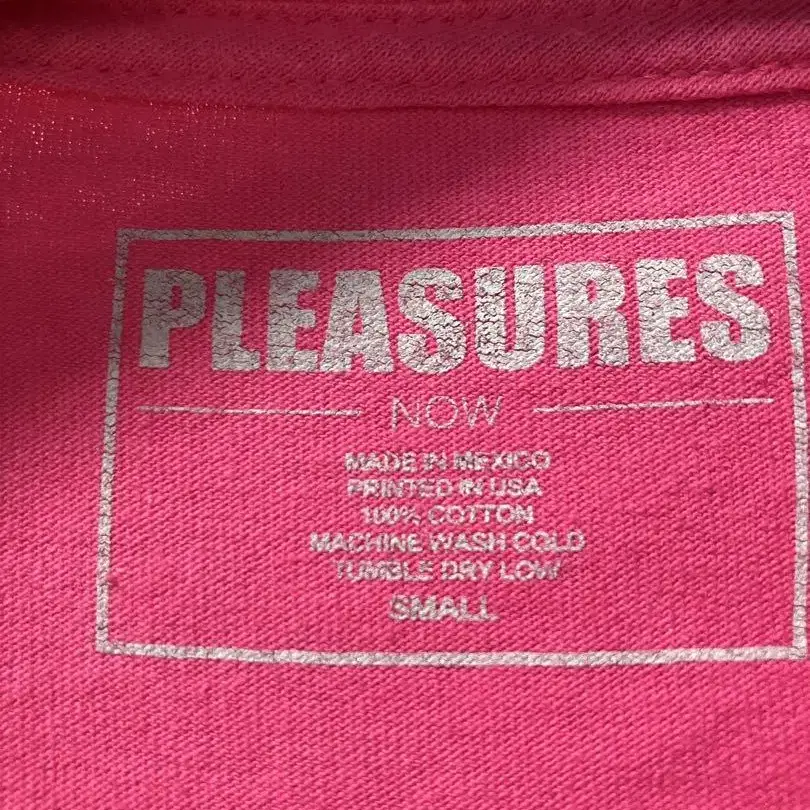 PLEASURES
NOW
MADE IN MEXICO
PRINTED IN USA
100% COTTON
MACHINE WASH COLD
TUMBLE DRY LOW
SMALL